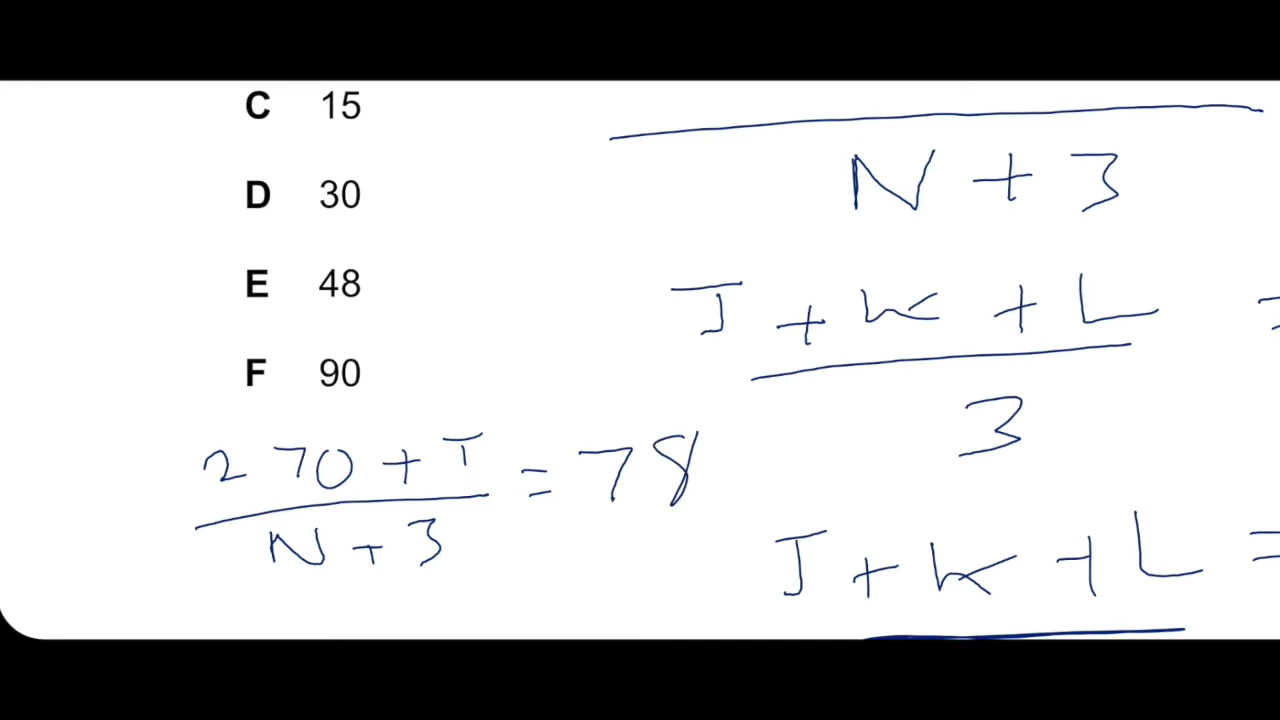 C 15
D 30
E 48
F 90
N + 3
J + K + L =
3
270 + T = 78
N + 3
J + K + L =